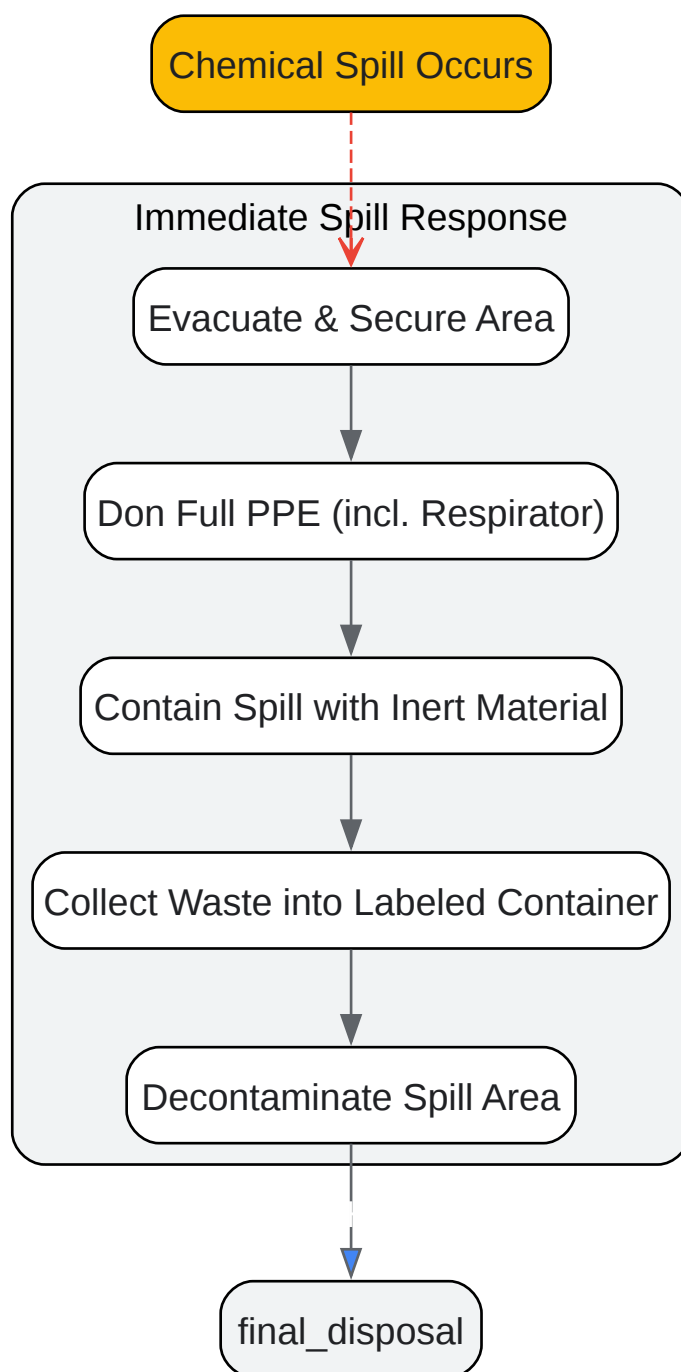 Chemical Spill Occurs
Immediate Spill Response
Evacuate & Secure Area
Don Full PPE (incl. Respirator)
Contain Spill with Inert Material
Collect Waste into Labeled Container
Decontaminate Spill Area
final_disposal